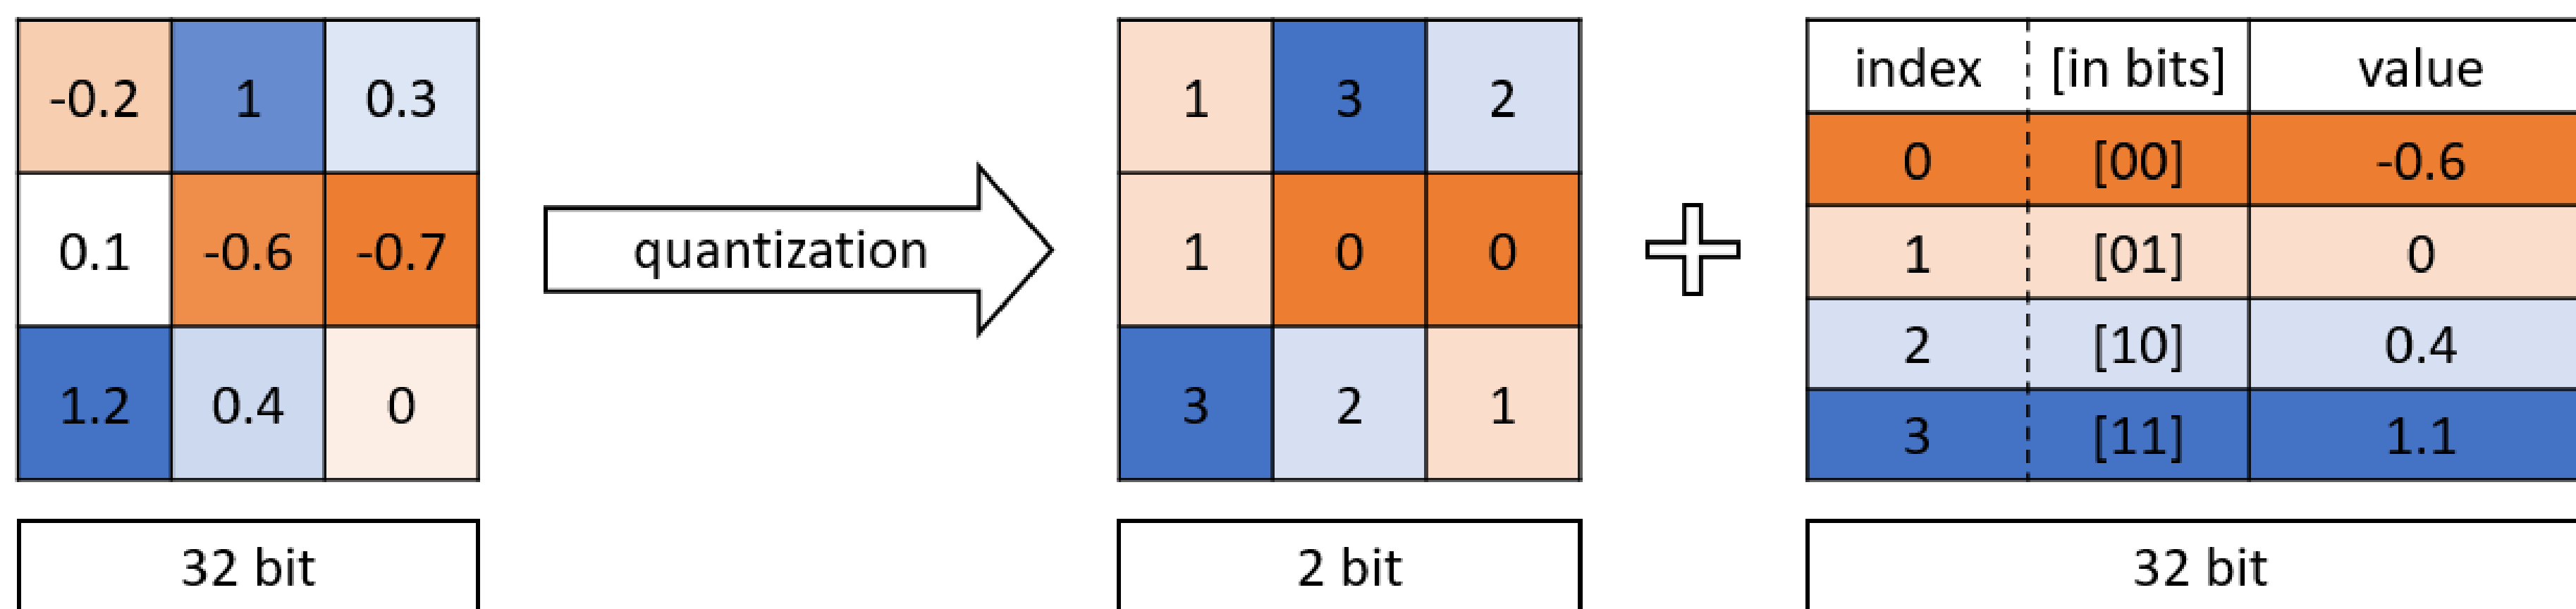 -0.2 1 0.3
0.1 -0.6 -0.7
1.2 0.4 0
32 bit
quantization
1 3 2
1 0 0
3 2 1
2 bit
index [in bits] value
0 [00] -0.6
1 [01] 0
2 [10] 0.4
3 [11] 1.1
32 bit